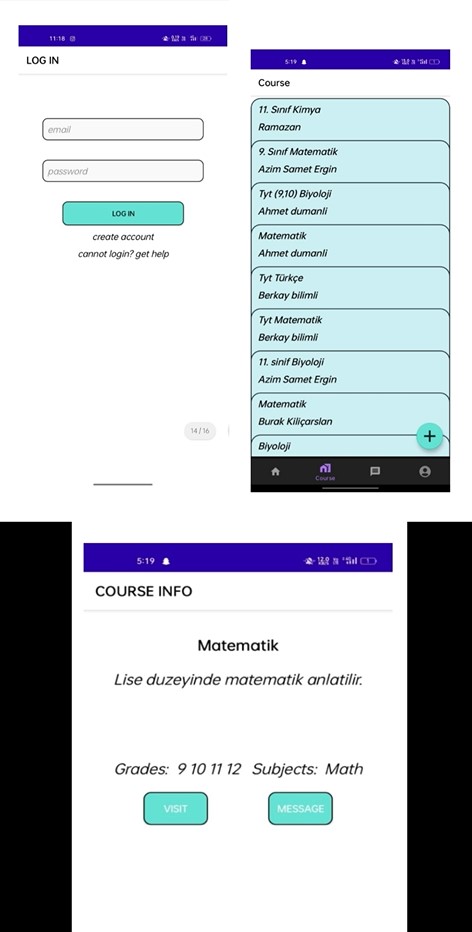 11:18
LOG IN
email
password
LOG IN
create account
cannot login? get help
14/16
5:19
Course
11. Sınıf Kimya
Ramazan
9. Sınıf Matematik
Azim Samet Ergin
Tyt (9,10) Biyoloji
Ahmet dumanli
Matematik
Ahmet dumanli
Tyt Türkçe
Berkay bilimli
Tyt Matematik
Berkay bilimli
11. sinif Biyoloji
Azim Samet Ergin
Matematik
Burak Kiliçarslan
Biyoloji
+
Course
5:19
COURSE INFO
Matematik
Lise duzeyinde matematik anlatilir.
Grades: 9 10 11 12 Subjects: Math
VISIT MESSAGE